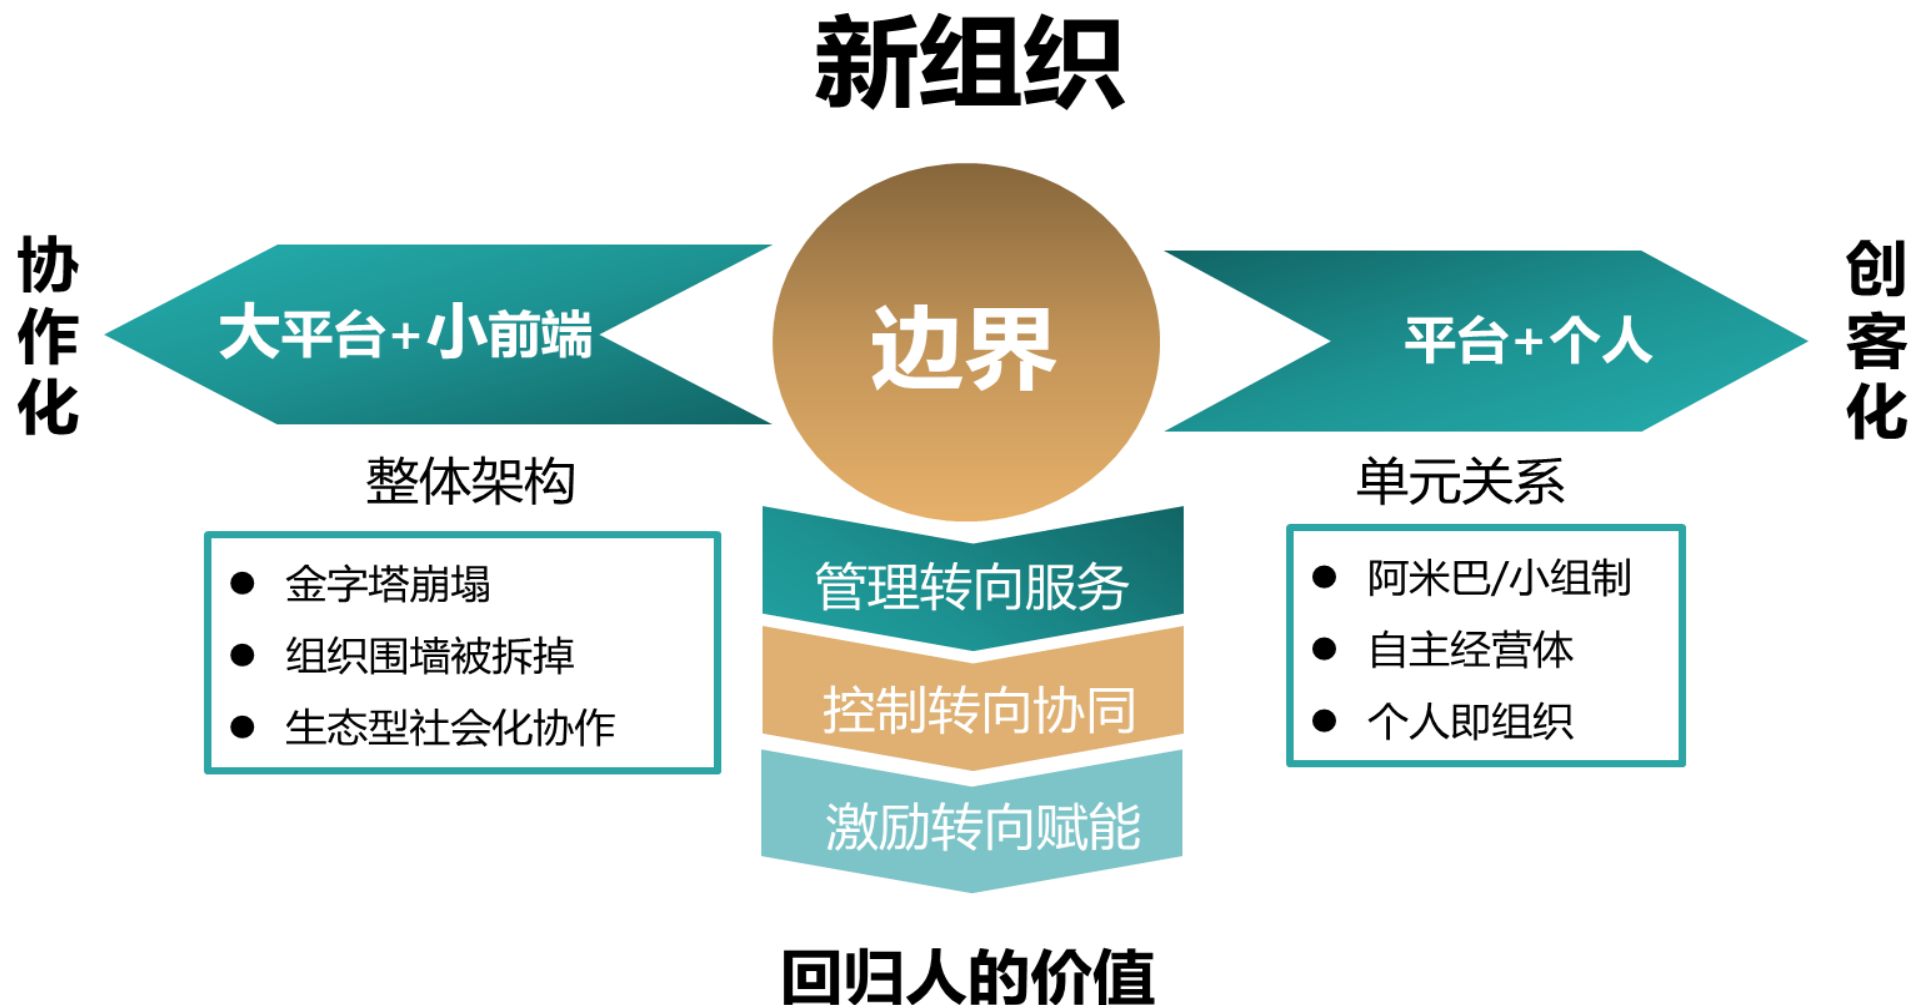 新组织
协作化
大平台+小前端
边界
平台+个人
创客化
整体架构
● 金字塔崩塌
● 组织围墙被拆掉
● 生态型社会化协作
管理转向服务
控制转向协同
激励转向赋能
单元关系
● 阿米巴/小组制
● 自主经营体
● 个人即组织
回归人的价值